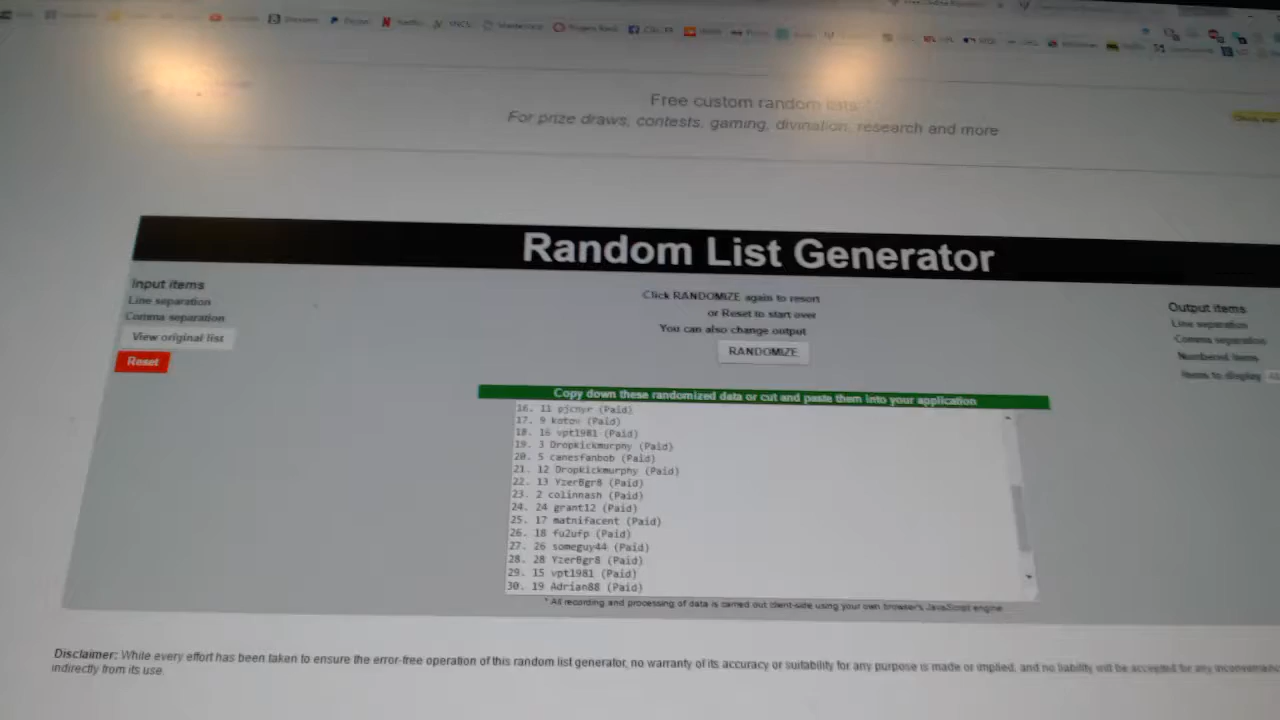 Free custom random lists
For prize draws, contests, gaming, divination, research and more
Random List Generator
Input items
Line separation
Comma separation
View original list
Reset
Click RANDOMIZE again to resort
or Reset to start over
You can also change output
RANDOMIZE
Output items
Line separation
Comma separation
Numbered items
Items to display
Copy down these randomized data or cut and paste them into your application
16. 11 pjcnyr (Paid)
17. 9 kotov (Paid)
18. 16 vpt1981 (Paid)
19. 3 Dropkickmurphy (Paid)
20. 5 canesfanbob (Paid)
21. 12 Dropkickmurphy (Paid)
22. 13 YzerBgr8 (Paid)
23. 2 colinnash (Paid)
24. 24 grant12 (Paid)
25. 17 matnifacent (Paid)
26. 18 fu2ufp (Paid)
27. 26 someguy44 (Paid)
28. 28 YzerBgr8 (Paid)
29. 15 vpt1981 (Paid)
30. 19 Adrian88 (Paid)
* All recording and processing of data is carried out client-side using your own browser's JavaScript engine
Disclaimer: While every effort has been taken to ensure the error-free operation of this random list generator, no warranty of its accuracy or suitability for any purpose is made or implied, and no liability will be accepted for any
indirectly from its use.